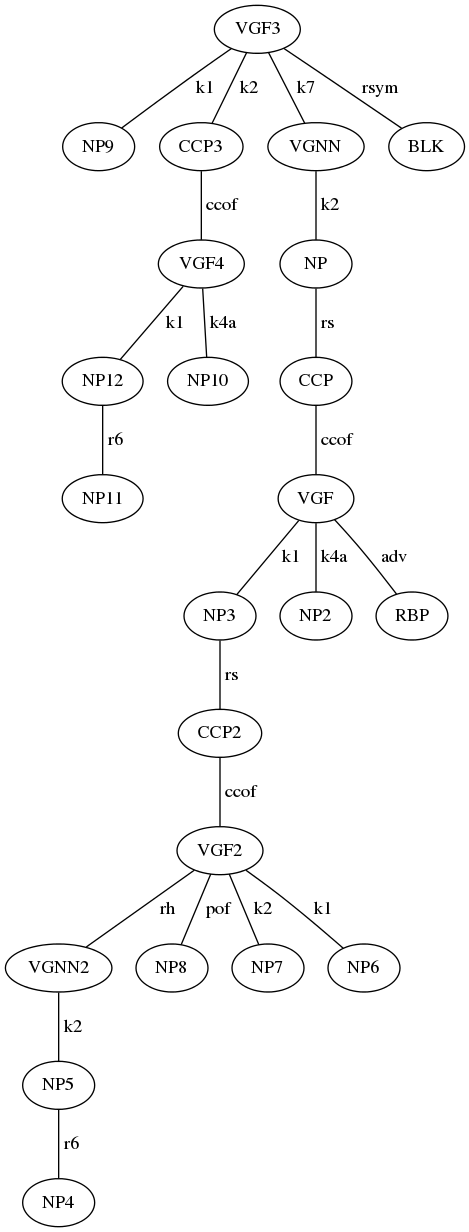 VGF3
k1 k2 k7 rsym
NP9 CCP3 VGNN BLK
ccof k2
VGF4 NP
k1 k4a rs
NP12 NP10 CCP
r6 ccof
NP11 VGF
k1 k4a adv
NP3 NP2 RBP
rs
CCP2
ccof
VGF2
rh pof k2 k1
VGNN2 NP8 NP7 NP6
k2
NP5
r6
NP4